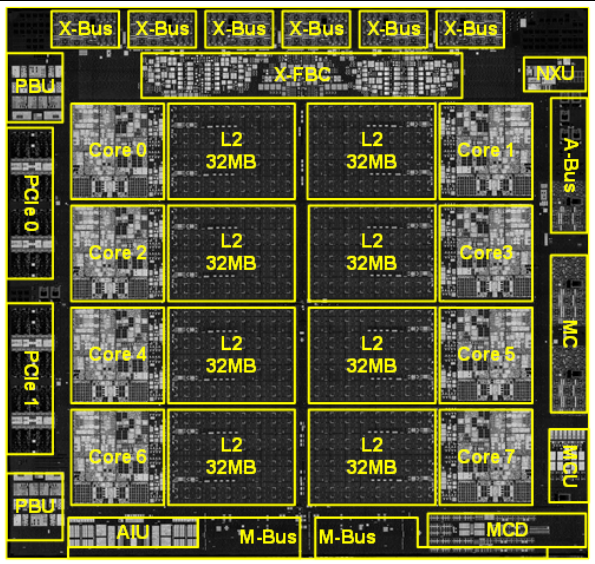 X-Bus X-Bus X-Bus X-Bus X-Bus X-Bus
X-FBC
NXU
PBU
Core 0
L2
32MB
L2
32MB
Core 1
A-Bus
PCIe 0
Core 2
L2
32MB
L2
32MB
Core3
MC
Core 4
L2
32MB
L2
32MB
Core 5
PCIe 1
Core 6
L2
32MB
L2
32MB
Core 7
MCU
PBU
AIU
M-Bus
M-Bus
MCD